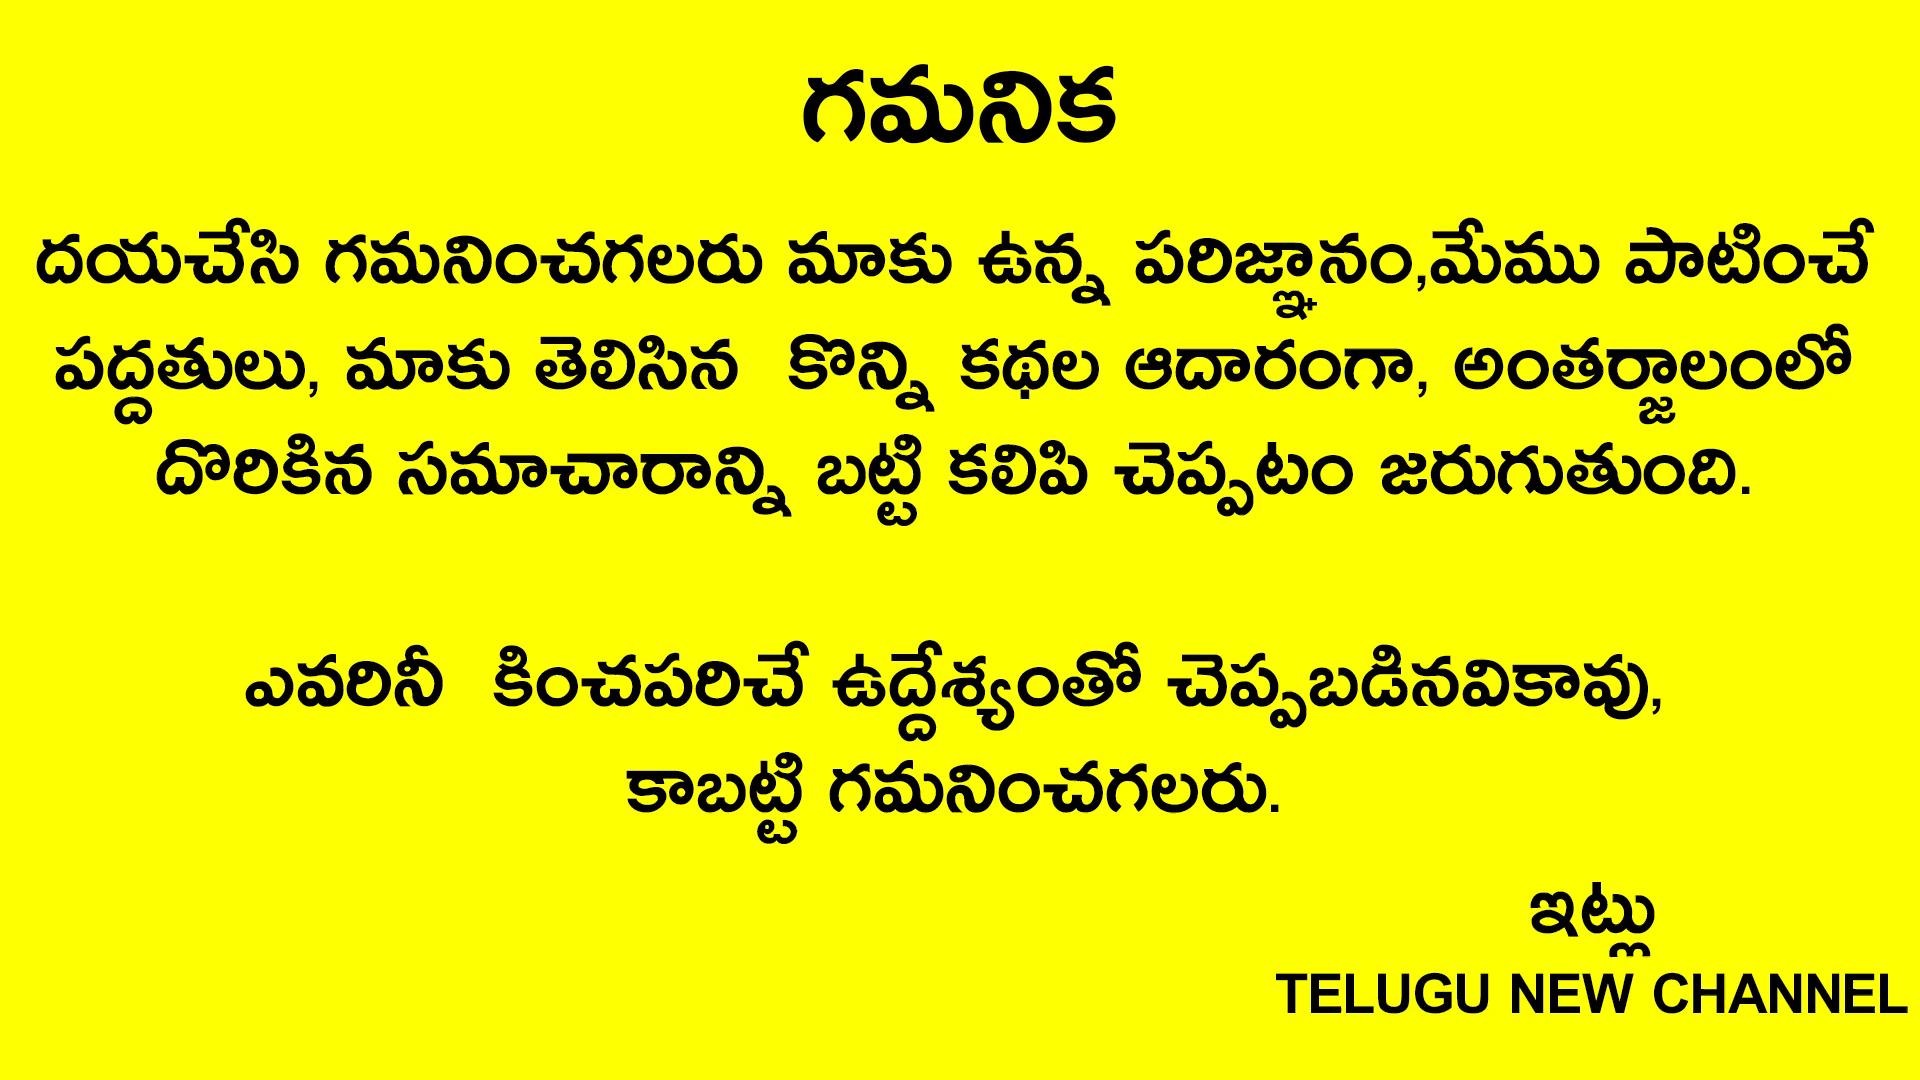 గమనిక
దయచేసి గమనించగలరు మాకు ఉన్న పరిజ్ఞానం,మేము పాటించే
పద్దతులు, మాకు తెలిసిన కొన్ని కథల ఆదారంగా, అంతర్జాలంలో
దొరికిన సమాచారాన్ని బట్టి కలిపి చెప్పటం జరుగుతుంది.
ఎవరినీ కించపరిచే ఉద్దేశ్యంతో చెప్పబడినవికావు,
కాబట్టి గమనించగలరు.
ఇట్లు
TELUGU NEW CHANNEL